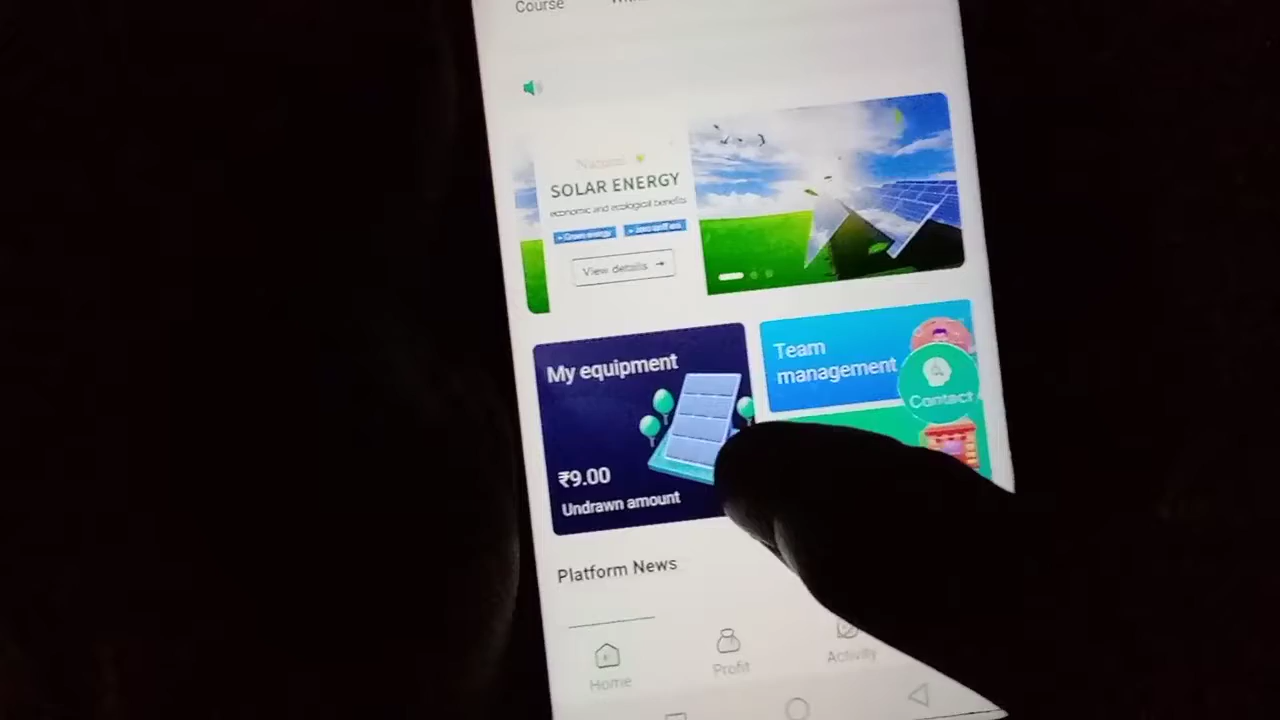 Course
SOLAR ENERGY
economic and ecological benefits
Green energy
View details →
My equipment
₹9.00
Undrawn amount
Team
management
Contact
Platform News
Home
Profit
Activity